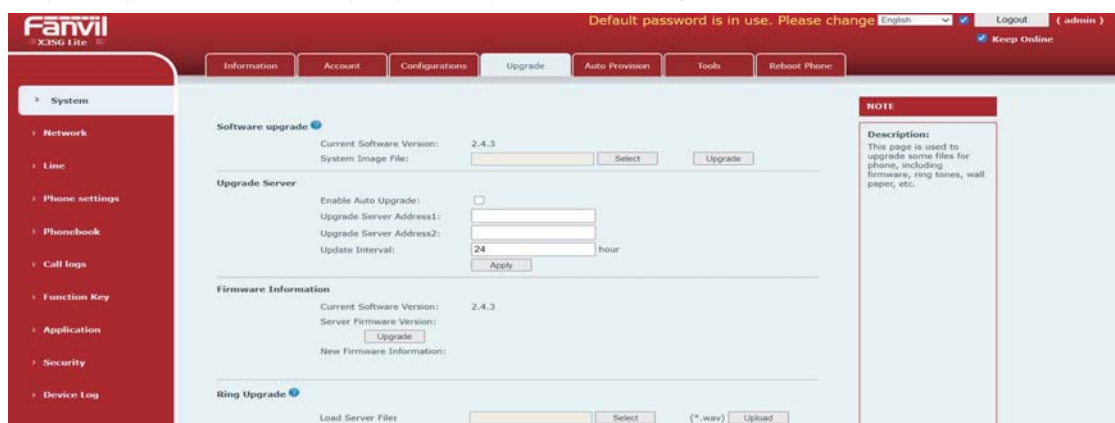 Fanvil
X3SG Lite
Default password is in use. Please change
English
Logout
( admin )
Keep Online
Information
Account
Configurations
Upgrade
Auto Provision
Tools
Reboot Phone
System
Network
Line
Phone settings
Phonebook
Call logs
Function Key
Application
Security
Device Log
Software upgrade
Current Software Version: 2.4.3
System Image File: Select Upgrade
Upgrade Server
Enable Auto Upgrade:
Upgrade Server Address1:
Upgrade Server Address2:
Update Interval: 24 hour
Apply
Firmware Information
Current Software Version: 2.4.3
Server Firmware Version:
Upgrade
New Firmware Information:
Ring Upgrade
Load Server File: Select (*.wav) Upload
NOTE
Description:
This page is used to
upgrade some files for
phone, including
firmware, ring tones, wall
paper, etc.